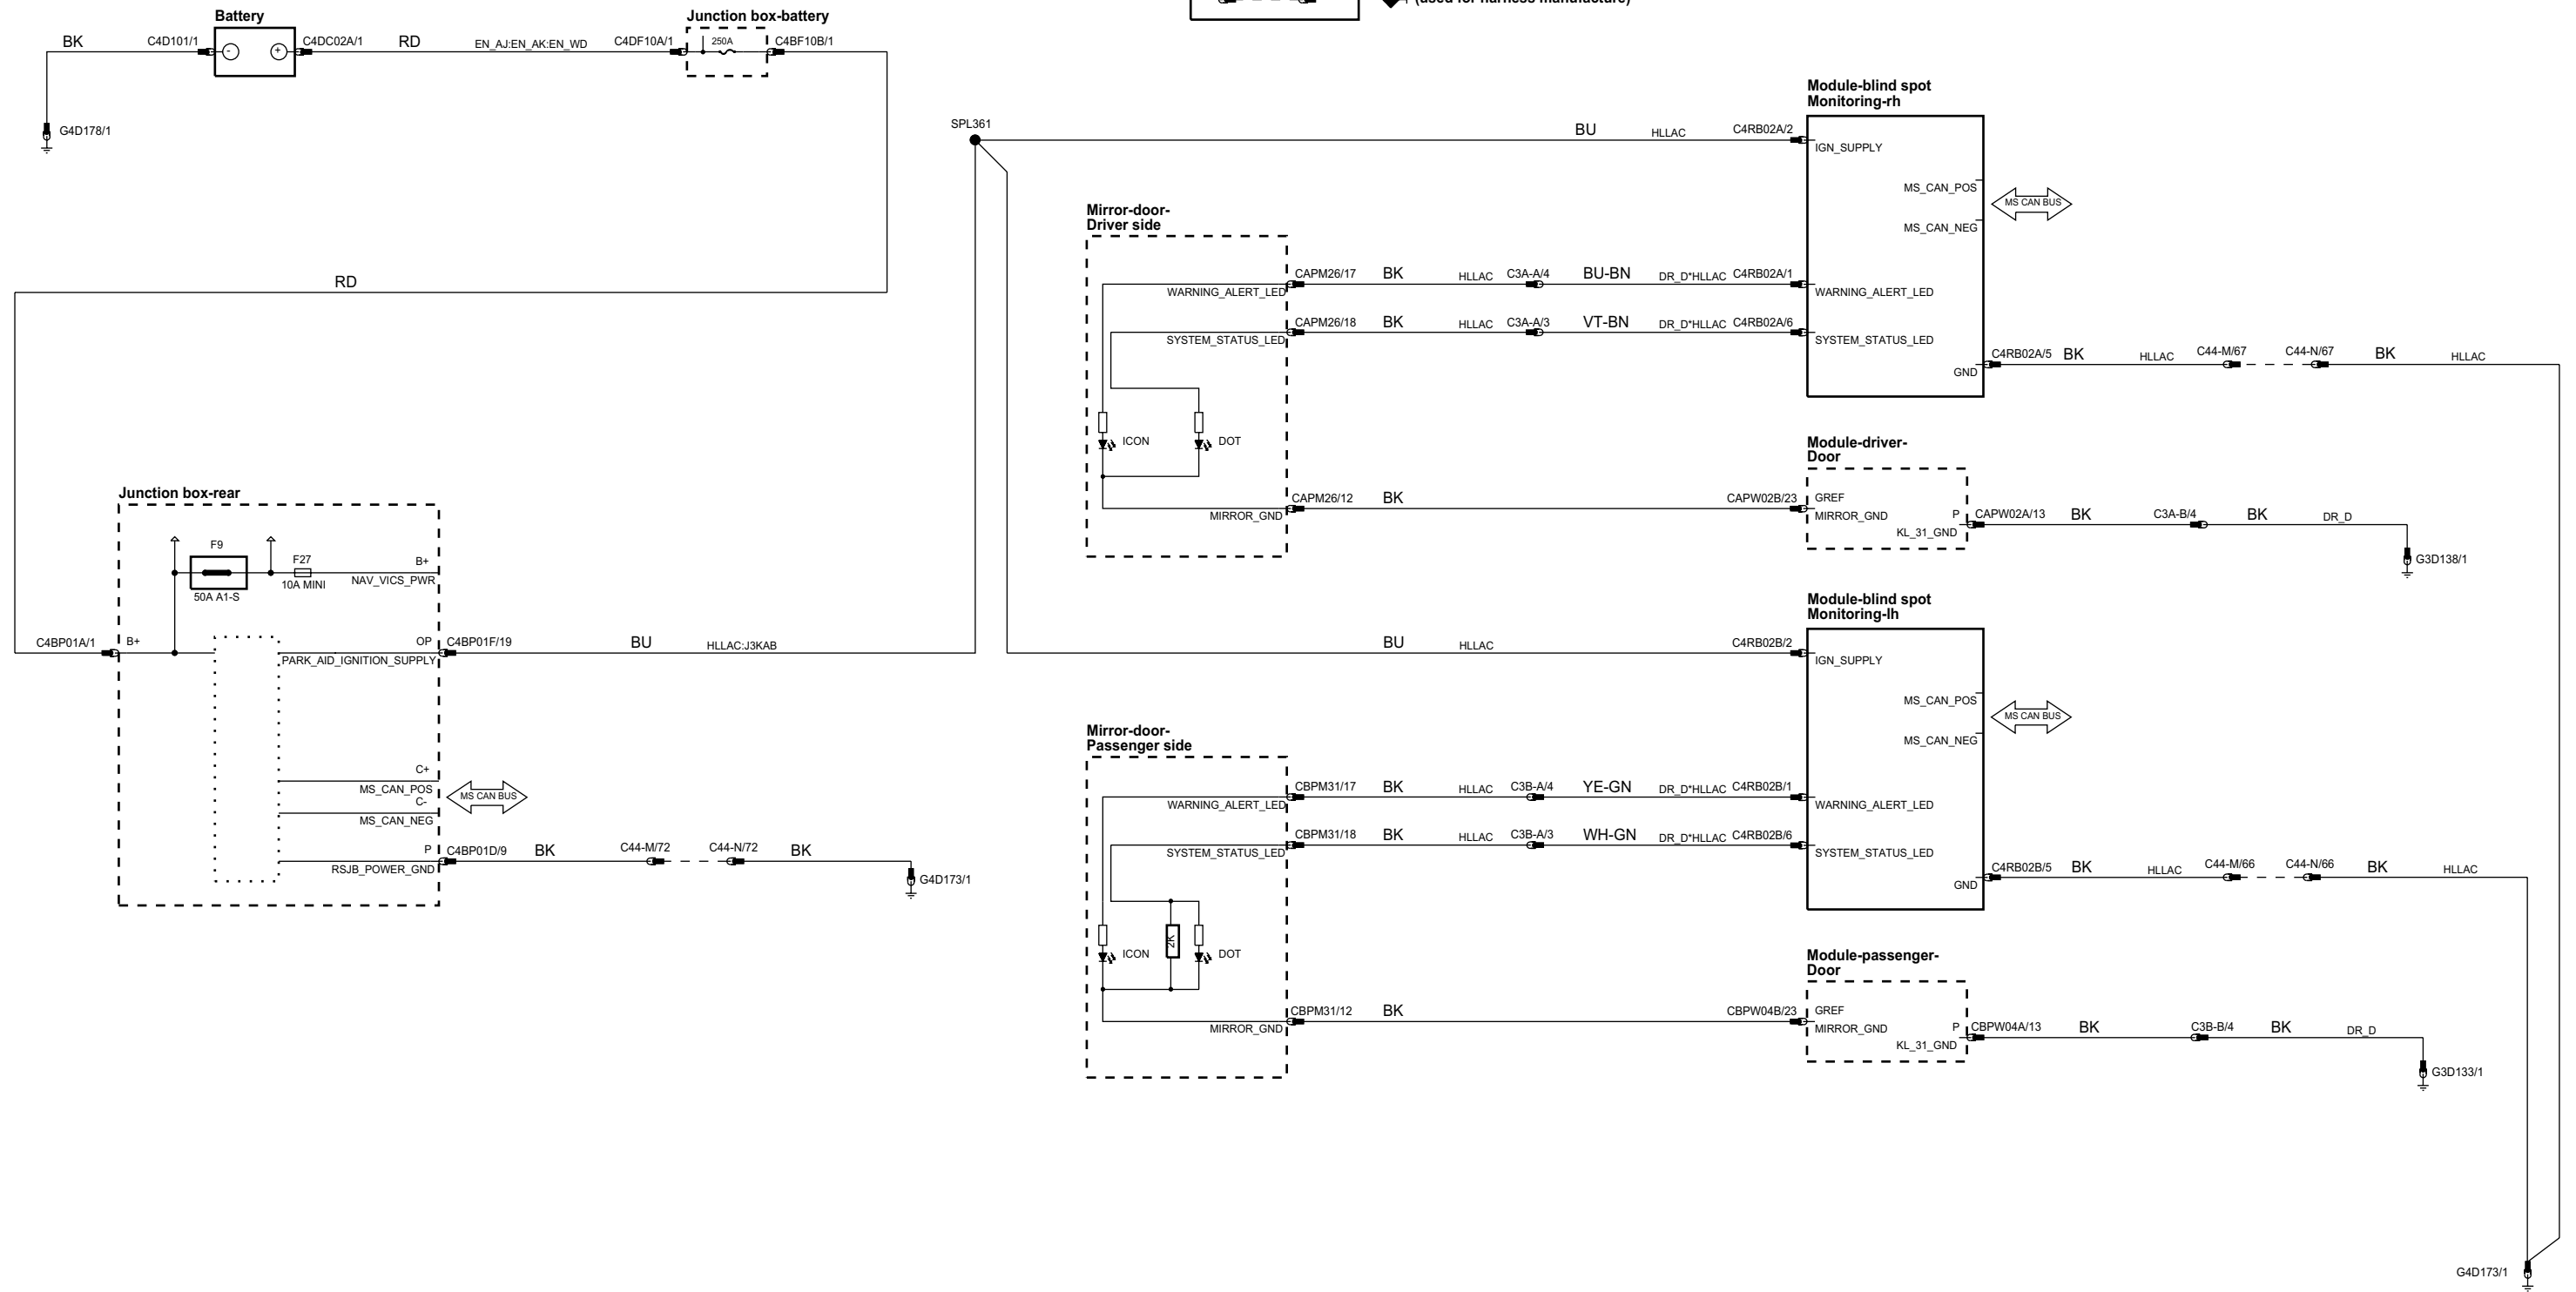 (used for harness manufacture)
Battery
Junction box-battery
BK
C4D101/1
-
+
C4DC02A/1
RD
EN_AJ:EN_AK:EN_WD
C4DF10A/1
250A
C4BF10B/1
G4D178/1
RD
SPL361
Module-blind spot
Monitoring-rh
BU
HLLAC
C4RB02A/2
IGN_SUPPLY
MS_CAN_POS
MS CAN BUS
MS_CAN_NEG
Mirror-door-
Driver side
CAPM26/17
BK
HLLAC
C3A-A/4
BU-BN
DR_D*HLLAC
C4RB02A/1
WARNING_ALERT_LED
WARNING_ALERT_LED
CAPM26/18
BK
HLLAC
C3A-A/3
VT-BN
DR_D*HLLAC
C4RB02A/6
SYSTEM_STATUS_LED
SYSTEM_STATUS_LED
C4RB02A/5
BK
HLLAC
C44-M/67
C44-N/67
BK
HLLAC
GND
ICON
DOT
Module-driver-
Door
CAPM26/12
BK
CAPW02B/23
GREF
MIRROR_GND
MIRROR_GND
P
CAPW02A/13
BK
C3A-B/4
BK
DR_D
KL_31_GND
G3D138/1
Junction box-rear
F9
F27
B+
50A A1-S
10A MINI
NAV_VICS_PWR
C4BP01A/1
B+
OP
C4BP01F/19
BU
HLLAC:J3KAB
PARK_AID_IGNITION_SUPPLY
C+
MS_CAN_POS
C-
MS_CAN_NEG
MS CAN BUS
P
C4BP01D/9
BK
C44-M/72
C44-N/72
BK
RSJB_POWER_GND
G4D173/1
Module-blind spot
Monitoring-lh
BU
HLLAC
C4RB02B/2
IGN_SUPPLY
MS_CAN_POS
MS CAN BUS
MS_CAN_NEG
Mirror-door-
Passenger side
CBPM31/17
BK
HLLAC
C3B-A/4
YE-GN
DR_D*HLLAC
C4RB02B/1
WARNING_ALERT_LED
WARNING_ALERT_LED
CBPM31/18
BK
HLLAC
C3B-A/3
WH-GN
DR_D*HLLAC
C4RB02B/6
SYSTEM_STATUS_LED
SYSTEM_STATUS_LED
C4RB02B/5
BK
HLLAC
C44-M/66
C44-N/66
BK
HLLAC
GND
ICON
2K
DOT
Module-passenger-
Door
CBPM31/12
BK
CBPW04B/23
GREF
MIRROR_GND
MIRROR_GND
P
CBPW04A/13
BK
C3B-B/4
BK
DR_D
KL_31_GND
G3D133/1
G4D173/1